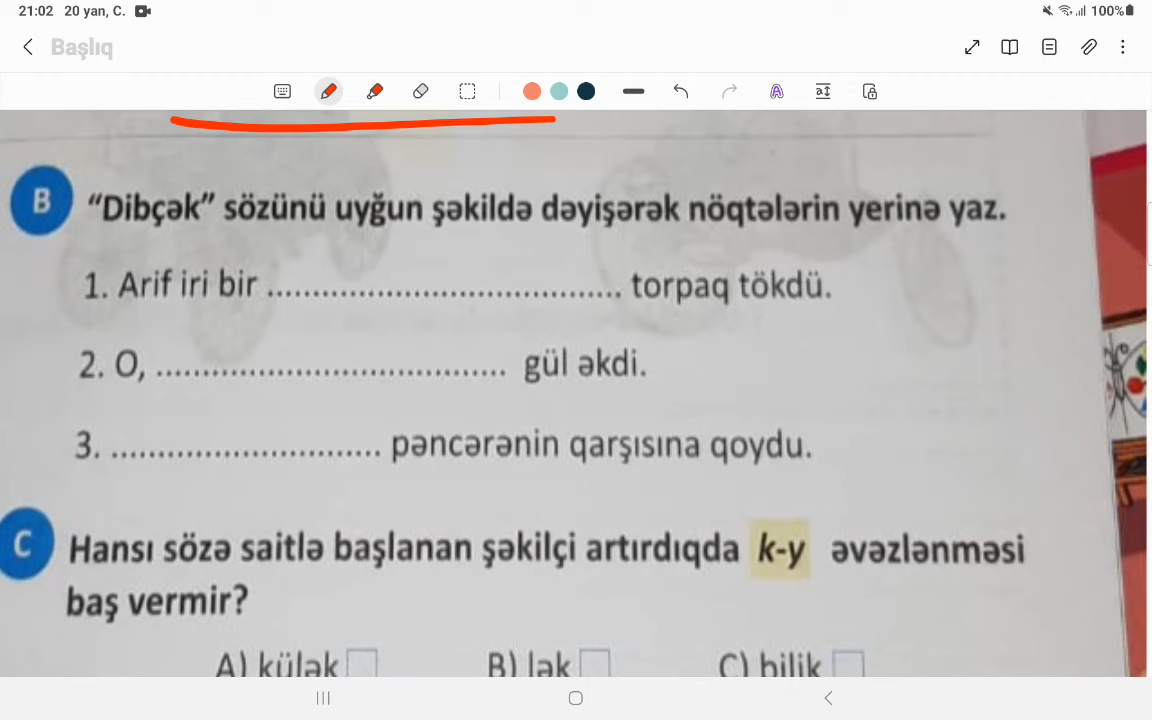 21:02 20 yan, C. 100%
Başlıq
B "Dibçək" sözünü uyğun şəkildə dəyişərək nöqtələrin yerinə yaz.
1. Arif iri bir ........................................ torpaq tökdü.
2. O, ...................................... gül əkdi.
3. .............................. pəncərənin qarşısına qoydu.
C Hansı sözə saitlə başlanan şəkilçi artırdıqda k-y əvəzlənməsi
baş vermir?
A) külək B) lək C) bilik